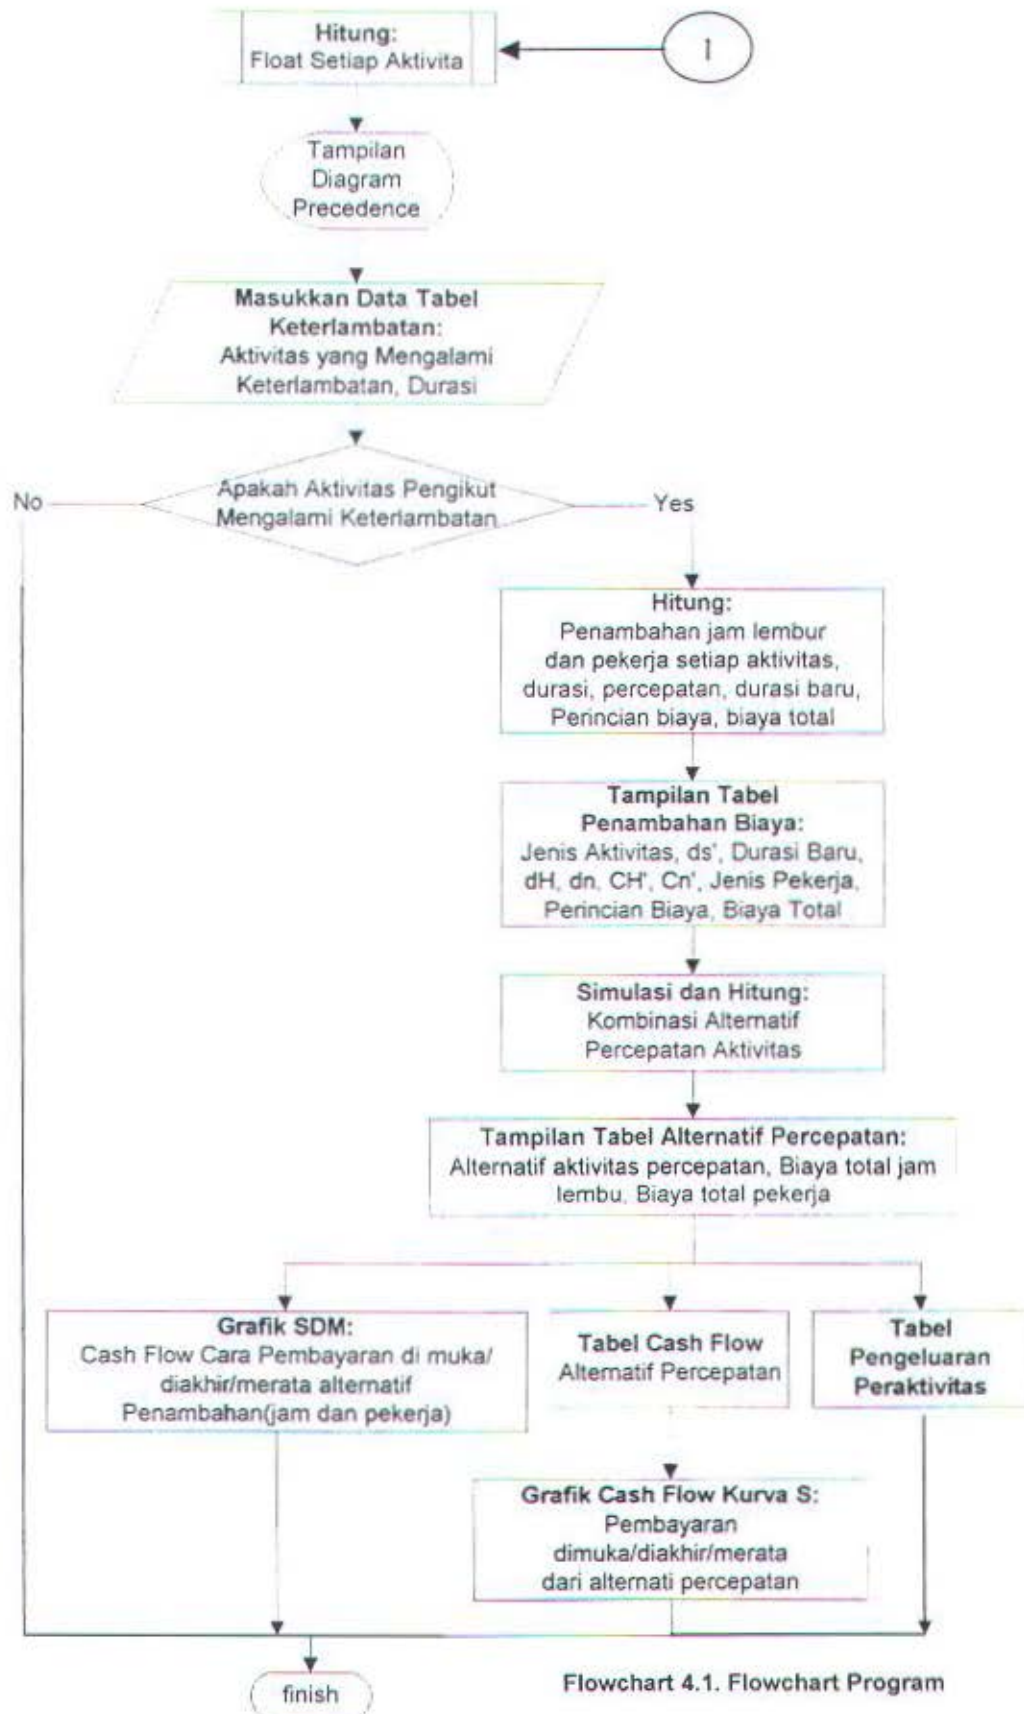 Hitung:
Float Setiap Aktivita
1
Tampilan
Diagram
Precedence
Masukkan Data Tabel
Keterlambatan:
Aktivitas yang Mengalami
Keterlambatan, Durasi
Apakah Aktivitas Pengikut
Mengalami Keterlambatan
No
Yes
Hitung:
Penambahan jam lembur
dan pekerja setiap aktivitas,
durasi, percepatan, durasi baru,
Perincian biaya, biaya total
Tampilan Tabel
Penambahan Biaya:
Jenis Aktivitas, ds', Durasi Baru,
dH, dn, CH', Cn', Jenis Pekerja,
Perincian Biaya, Biaya Total
Simulasi dan Hitung:
Kombinasi Alternatif
Percepatan Aktivitas
Tampilan Tabel Alternatif Percepatan:
Alternatif aktivitas percepatan, Biaya total jam
lembu, Biaya total pekerja
Grafik SDM:
Cash Flow Cara Pembayaran di muka/
diakhir/merata alternatif
Penambahan(jam dan pekerja)
Tabel Cash Flow
Alternatif Percepatan
Tabel
Pengeluaran
Peraktivitas
Grafik Cash Flow Kurva S:
Pembayaran
dimuka/diakhir/merata
dari alternati percepatan
finish
Flowchart 4.1. Flowchart Program